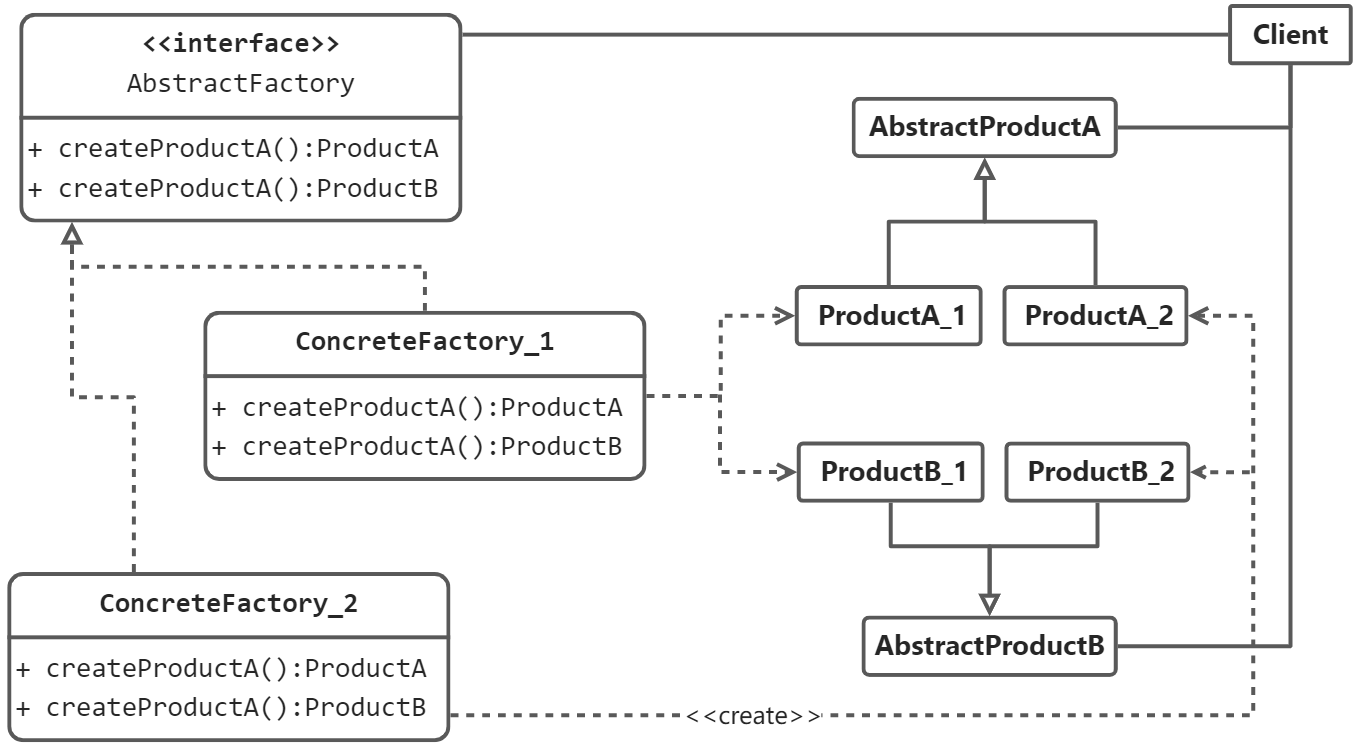 <<interface>>
AbstractFactory
+ createProductA():ProductA
+ createProductA():ProductB
Client
AbstractProductA
ProductA_1
ProductA_2
ConcreteFactory_1
+ createProductA():ProductA
+ createProductA():ProductB
ProductB_1
ProductB_2
AbstractProductB
ConcreteFactory_2
+ createProductA():ProductA
+ createProductA():ProductB
<<create>>